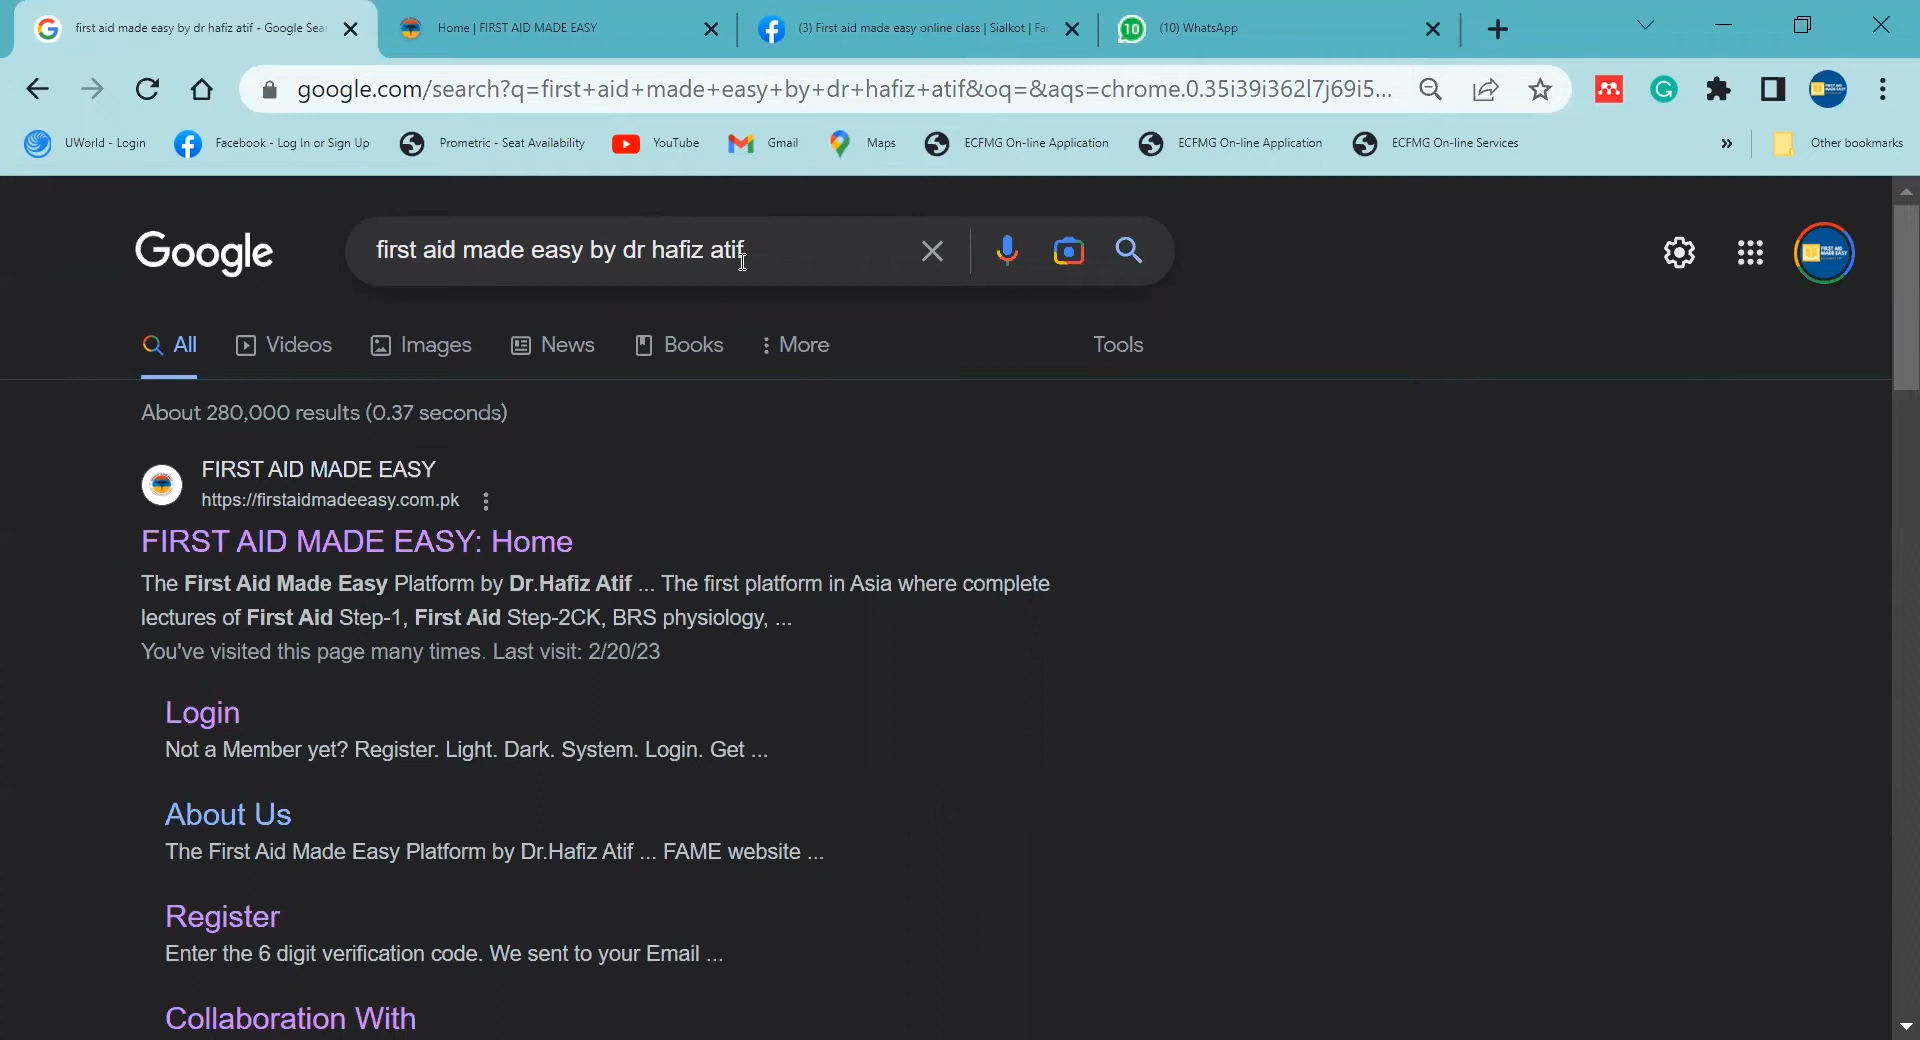 first aid made easy by dr hafiz atif - Google Sea
Home | FIRST AID MADE EASY
(3) First aid made easy online class | Sialkot | Fa
10
(10) WhatsApp
google.com/search?q=first+aid+made+easy+by+dr+hafiz+atif&oq=&aqs=chrome.0.35i39i362l7j69i5...
UWorld - Login
Facebook - Log In or Sign Up
Prometric - Seat Availability
YouTube
Gmail
Maps
ECFMG On-line Application
ECFMG On-line Application
ECFMG On-line Services
»
Other bookmarks
Google
first aid made easy by dr hafiz atif
All
Videos
Images
News
Books
More
Tools
About 280,000 results (0.37 seconds)
FIRST AID MADE EASY
https://firstaidmadeeasy.com.pk
FIRST AID MADE EASY: Home
The First Aid Made Easy Platform by Dr.Hafiz Atif ... The first platform in Asia where complete
lectures of First Aid Step-1, First Aid Step-2CK, BRS physiology, ...
You've visited this page many times. Last visit: 2/20/23
Login
Not a Member yet? Register. Light. Dark. System. Login. Get ...
About Us
The First Aid Made Easy Platform by Dr.Hafiz Atif ... FAME website ...
Register
Enter the 6 digit verification code. We sent to your Email ...
Collaboration With